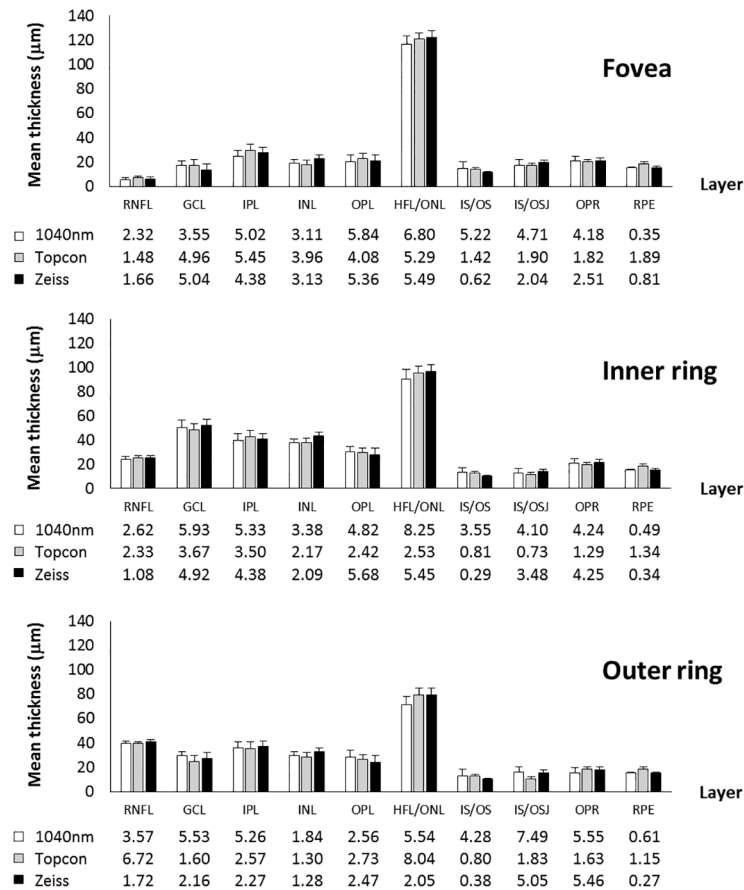 Mean thickness (μm)
140
120
100
80
60
40
20
0
Fovea
RNFL GCL IPL INL OPL HFL/ONL IS/OS IS/OSJ OPR RPE Layer
1040nm 2.32 3.55 5.02 3.11 5.84 6.80 5.22 4.71 4.18 0.35
Topcon 1.48 4.96 5.45 3.96 4.08 5.29 1.42 1.90 1.82 1.89
Zeiss 1.66 5.04 4.38 3.13 5.36 5.49 0.62 2.04 2.51 0.81
Mean thickness (μm)
140
120
100
80
60
40
20
0
Inner ring
RNFL GCL IPL INL OPL HFL/ONL IS/OS IS/OSJ OPR RPE Layer
1040nm 2.62 5.93 5.33 3.38 4.82 8.25 3.55 4.10 4.24 0.49
Topcon 2.33 3.67 3.50 2.17 2.42 2.53 0.81 0.73 1.29 1.34
Zeiss 1.08 4.92 4.38 2.09 5.68 5.45 0.29 3.48 4.25 0.34
Mean thickness (μm)
140
120
100
80
60
40
20
0
Outer ring
RNFL GCL IPL INL OPL HFL/ONL IS/OS IS/OSJ OPR RPE Layer
1040nm 3.57 5.53 5.26 1.84 2.56 5.54 4.28 7.49 5.55 0.61
Topcon 6.72 1.60 2.57 1.30 2.73 8.04 0.80 1.83 1.63 1.15
Zeiss 1.72 2.16 2.27 1.28 2.47 2.05 0.38 5.05 5.46 0.27